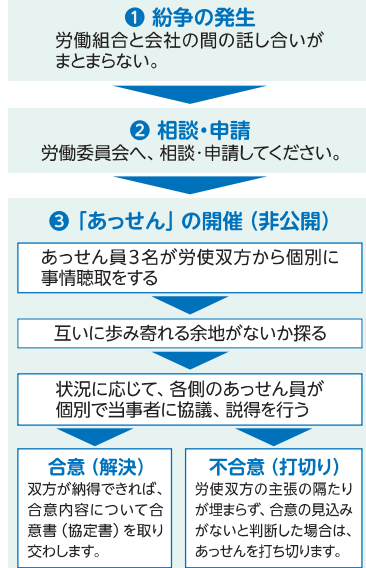 ❶ 紛争の発生
労働組合と会社の間の話し合いが
まとまらない。
❷ 相談・申請
労働委員会へ、相談・申請してください。
❸ 「あっせん」の開催（非公開）
あっせん員３名が労使双方から個別に
事情聴取をする
互いに歩み寄れる余地がないか探る
状況に応じて、各側のあっせん員が
個別で当事者に協議、説得を行う
合意（解決）
双方が納得できれば、
合意内容について合
意書（協定書）を取り
交わします。
不合意（打切り）
労使双方の主張の隔たり
が埋まらず、合意の見込み
がないと判断した場合は、
あっせんを打ち切ります。